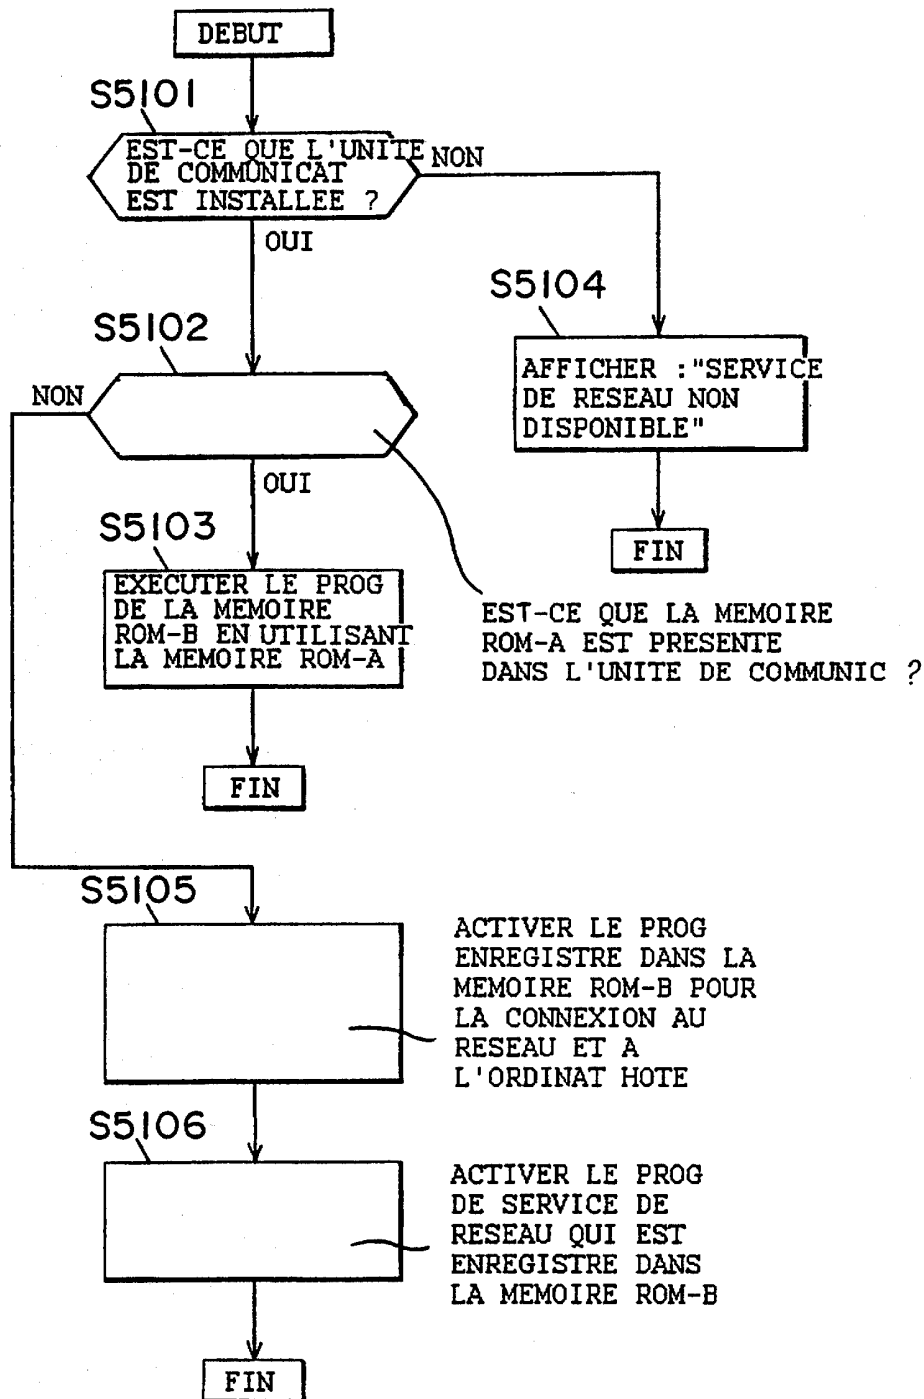 DEBUT
S5101
EST-CE QUE L'UNITE
DE COMMUNICAT
EST INSTALLEE ?
NON
OUI
S5104
AFFICHER :"SERVICE
DE RESEAU NON
DISPONIBLE"
FIN
S5102
NON
OUI
EST-CE QUE LA MEMOIRE
ROM-A EST PRESENTE
DANS L'UNITE DE COMMUNIC ?
S5103
EXECUTER LE PROG
DE LA MEMOIRE
ROM-B EN UTILISANT
LA MEMOIRE ROM-A
FIN
S5105
ACTIVER LE PROG
ENREGISTRE DANS LA
MEMOIRE ROM-B POUR
LA CONNEXION AU
RESEAU ET A
L'ORDINAT HOTE
S5106
ACTIVER LE PROG
DE SERVICE DE
RESEAU QUI EST
ENREGISTRE DANS
LA MEMOIRE ROM-B
FIN